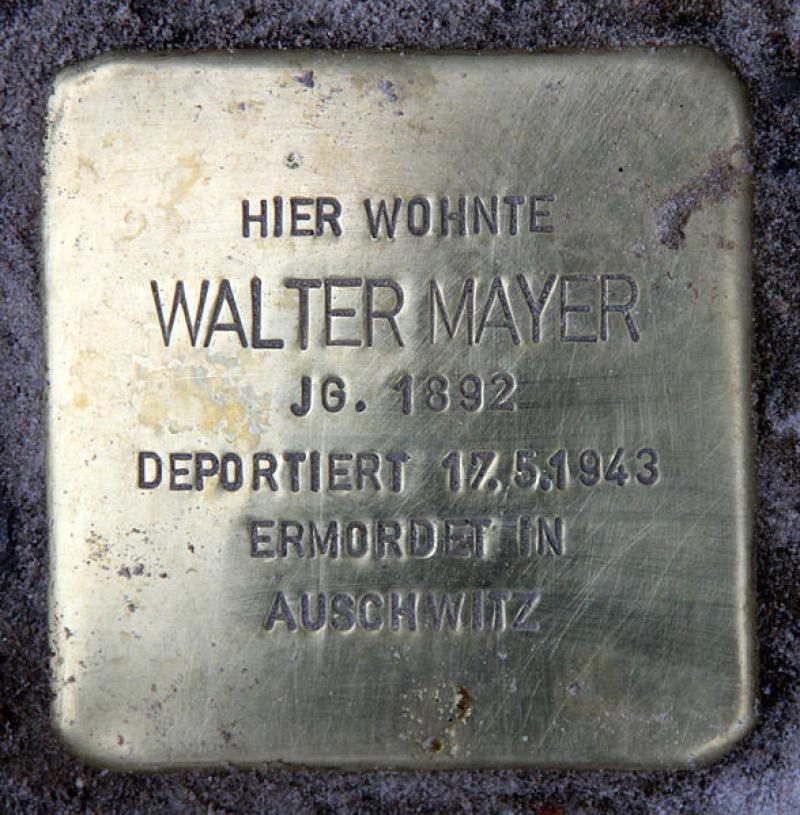 HIER WOHNTE
WALTER MAYER
JG. 1892
DEPORTIERT 17.5.1943
ERMORDET IN
AUSCHWITZ